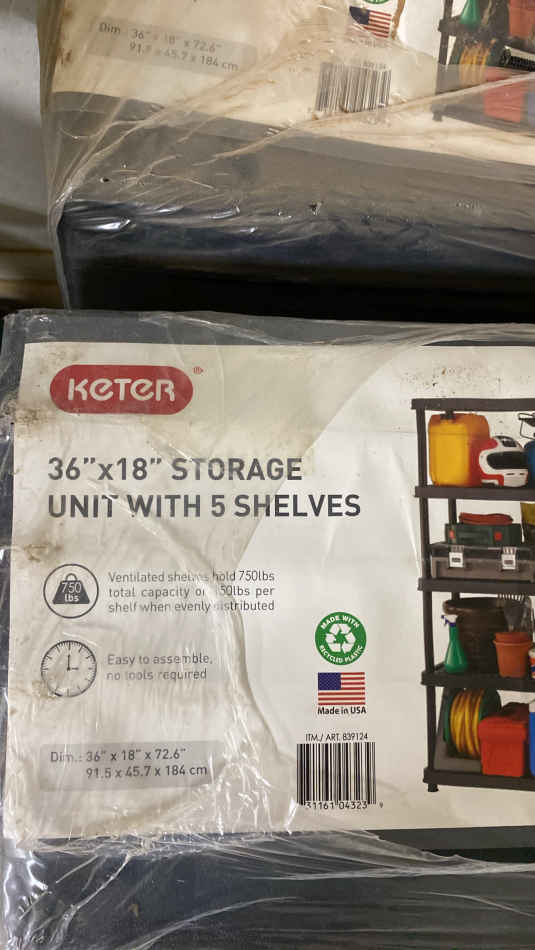 Dim.: 36" x 18" x 72.6"
91.5 x 45.7 x 184 cm
839124
KETER®
36”x18” STORAGE
UNIT WITH 5 SHELVES
750
lbs
Ventilated shelves hold 750lbs
total capacity or 150lbs per
shelf when evenly distributed
Easy to assemble,
no tools required
MADE WITH
RECYCLED PLASTIC
Made in USA
Dim.: 36" x 18" x 72.6"
91.5 x 45.7 x 184 cm
ITM./ ART. 839124
31161 04323 9